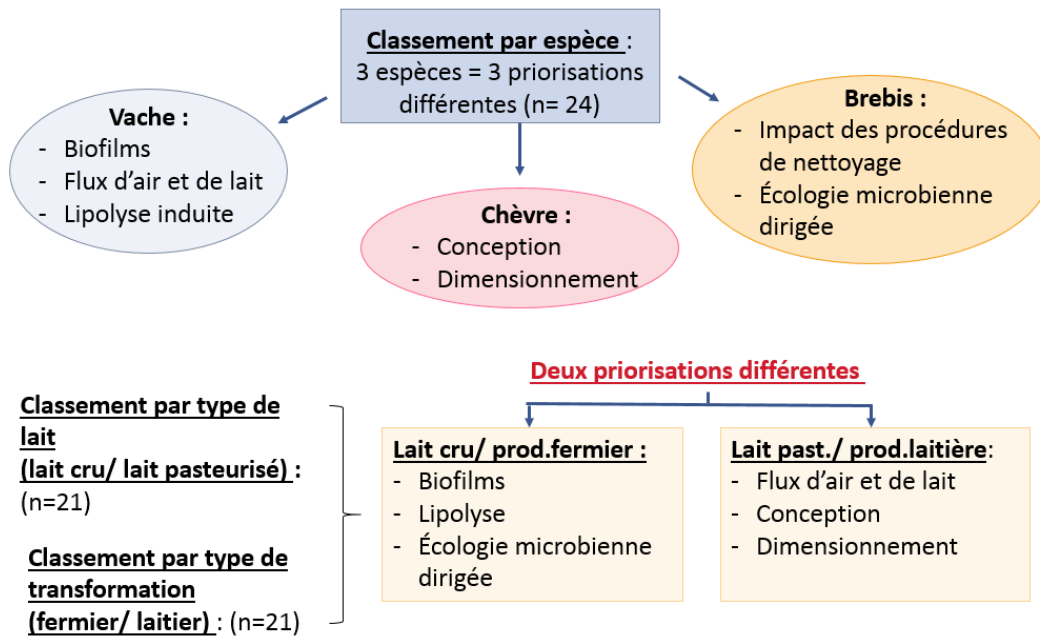 Classement par espèce :
3 espèces = 3 priorisations
différentes (n= 24)
Vache :
- Biofilms
- Flux d'air et de lait
- Lipolyse induite
Chèvre :
- Conception
- Dimensionnement
Brebis :
- Impact des procédures
de nettoyage
- Écologie microbienne
dirigée
Classement par type de
lait
(lait cru/ lait pasteurisé) :
(n=21)
Classement par type de
transformation
(fermier/ laitier) : (n=21)
Deux priorisations différentes
Lait cru/ prod.fermier :
- Biofilms
- Lipolyse
- Écologie microbienne
dirigée
Lait past./ prod.laitière:
- Flux d'air et de lait
- Conception
- Dimensionnement